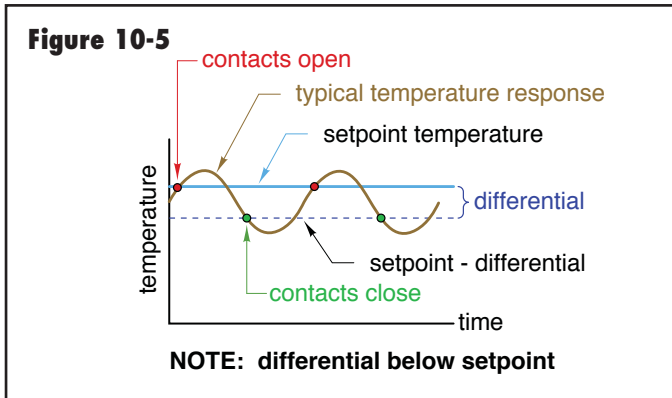 Figure 10-5
contacts open
typical temperature response
setpoint temperature
temperature
differential
setpoint - differential
contacts close
time
NOTE: differential below setpoint